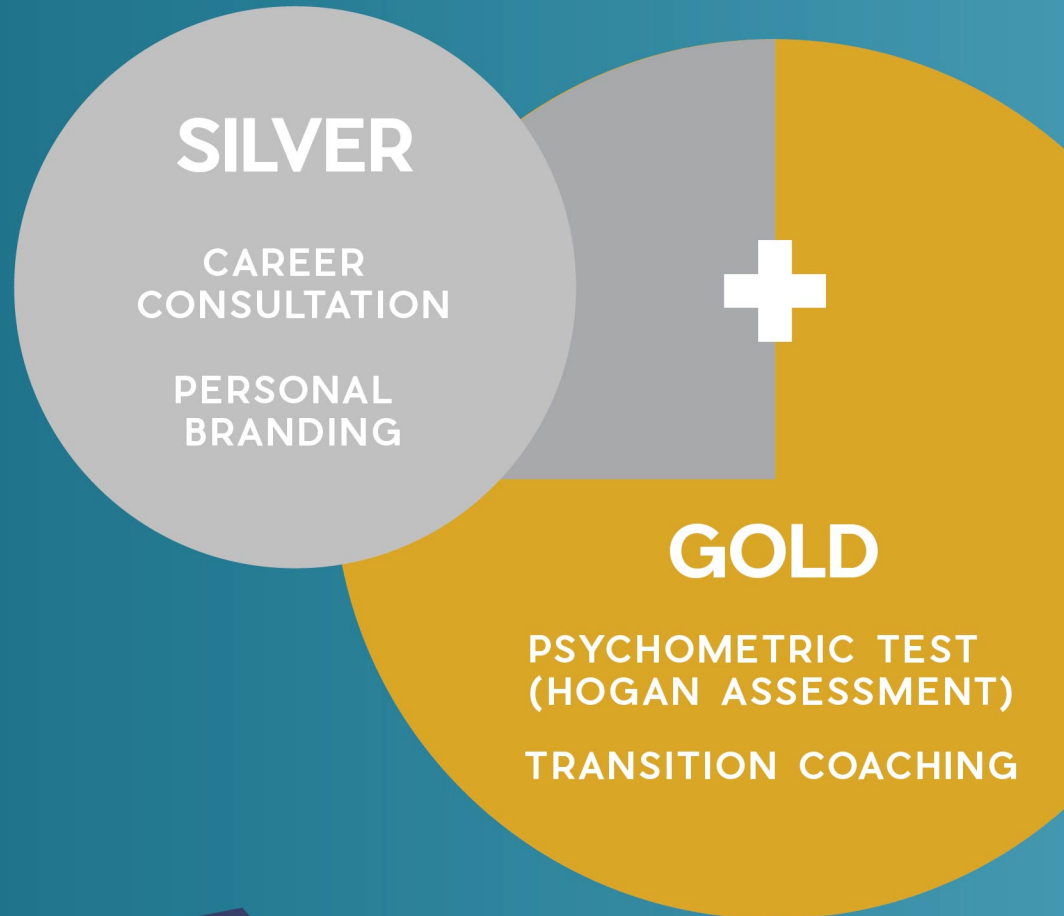 SILVER
CAREER
CONSULTATION
PERSONAL
BRANDING
GOLD
PSYCHOMETRIC TEST
(HOGAN ASSESSMENT)
TRANSITION COACHING